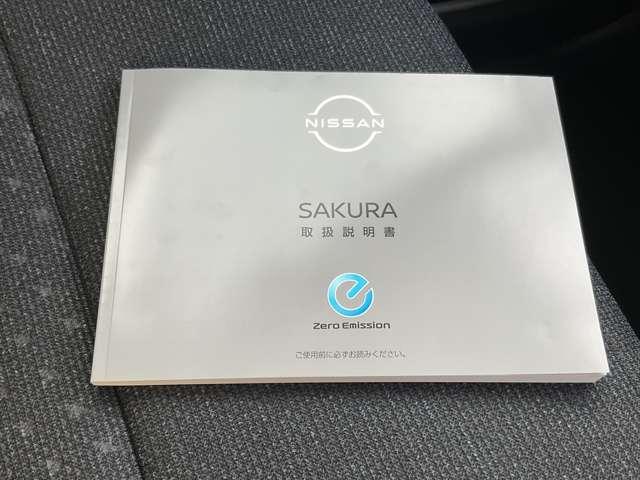 NISSAN
SAKURA
取扱説明書
Zero Emission
ご使用前に必ずお読みください。